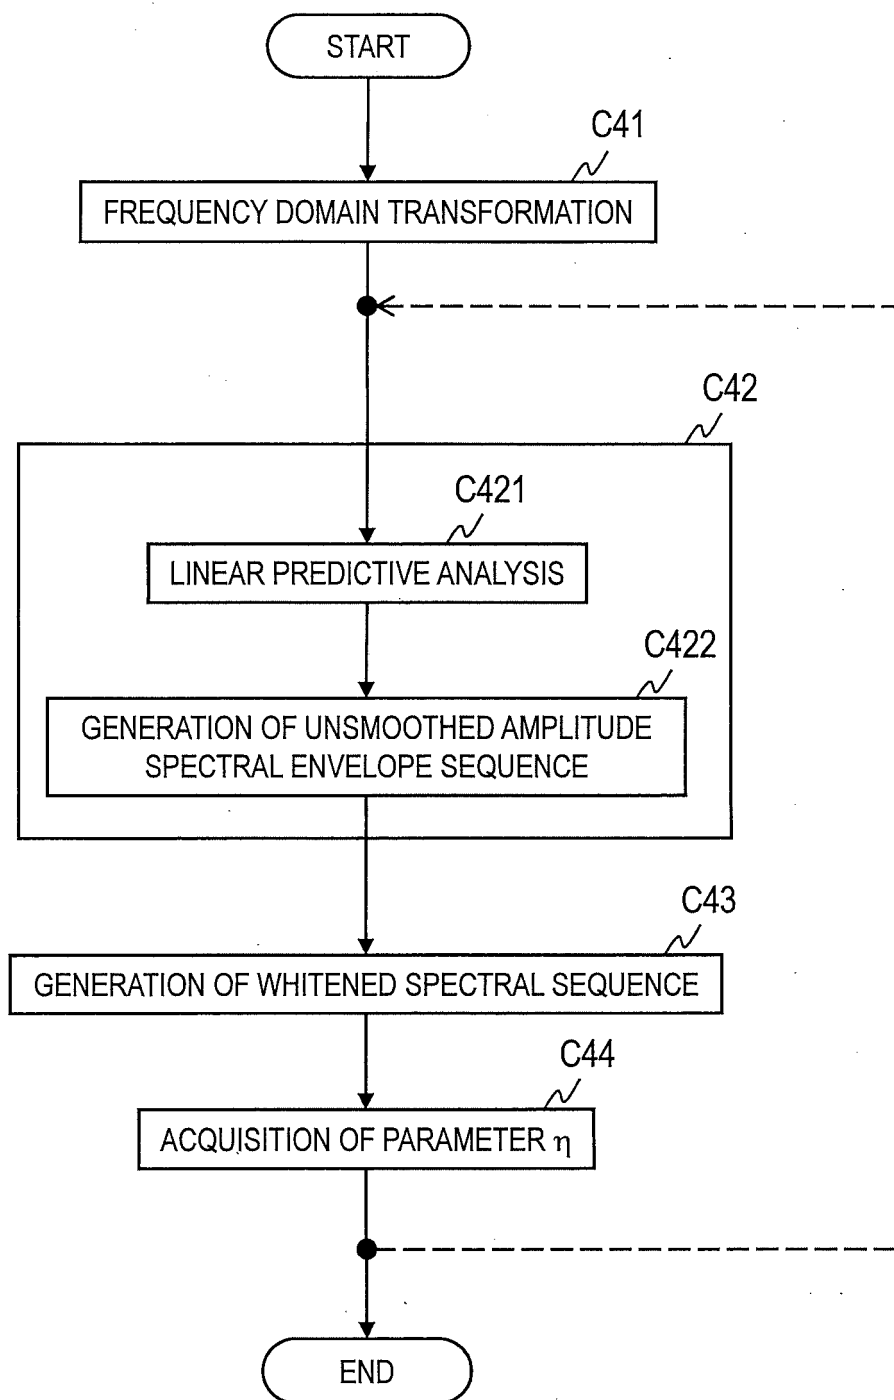 START
C41
FREQUENCY DOMAIN TRANSFORMATION
C42
C421
LINEAR PREDICTIVE ANALYSIS
C422
GENERATION OF UNSMOOTHED AMPLITUDE
SPECTRAL ENVELOPE SEQUENCE
C43
GENERATION OF WHITENED SPECTRAL SEQUENCE
C44
ACQUISITION OF PARAMETER η
END